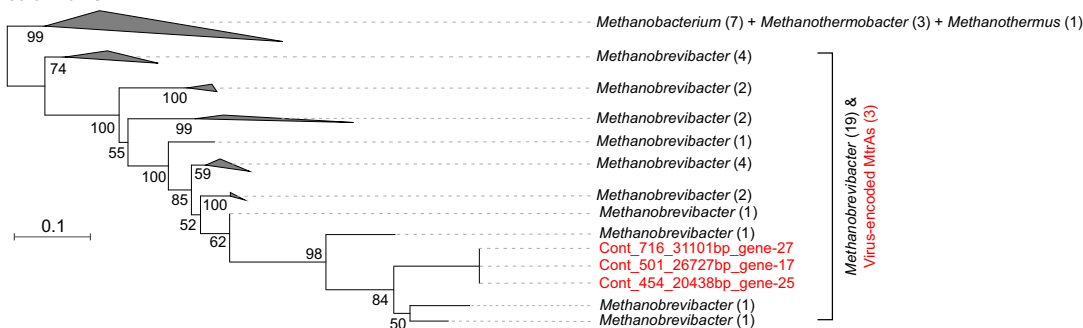 Methanobacterium (7) + Methanothermobacter (3) + Methanothermus (1)
99
Methanobrevibacter (4)
74
Methanobrevibacter (2)
100
Methanobrevibacter (2)
99
100
Methanobrevibacter (1)
55
Methanobrevibacter (4)
59
100
Methanobrevibacter (2)
85
100
Methanobrevibacter (1)
52
62
Methanobrevibacter (1)
98
Cont_716_31101bp_gene-27
Cont_501_26727bp_gene-17
Cont_454_20438bp_gene-25
84
Methanobrevibacter (1)
50
Methanobrevibacter (1)
0.1
Methanobrevibacter (19) &
Virus-encoded MtrAs (3)